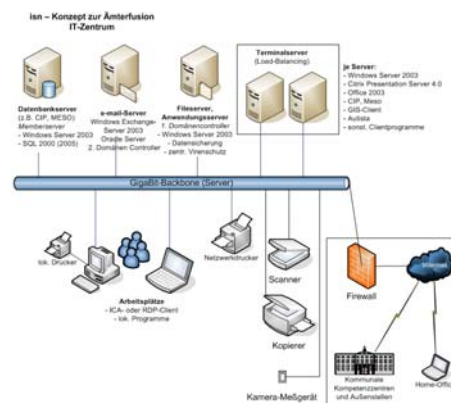 isn – Konzept zur Ämterfusion
IT-Zentrum
Datenbankserver
(z.B. CIP, MESO)
Memberserver
- Windows Server 2003
- SQL 2000 (2005)
e-mail-Server
Windows Exchange-
Server 2003
Oracle Server
2. Domänen Controller
Fileserver,
Anwendungsserver
1. Domänencontroller
- Windows Server 2003
- Datensicherung
- zentr. Virenschutz
Terminalserver
(Load-Balancing)
je Server:
- Windows Server 2003
- Citrix Presentation Server 4.0
- Office 2003
- CIP, Meso
- GIS-Client
- Autista
- sonst. Clientprogramme
GigaBit-Backbone (Server)
lok. Drucker
Arbeitsplätze
- ICA- oder RDP-Client
- lok. Programme
Netzwerkdrucker
Scanner
Kopierer
Kamera-Meßgerät
Firewall
Internet
Kommunale
Kompetenzzentren
und Außenstellen
Home-Office